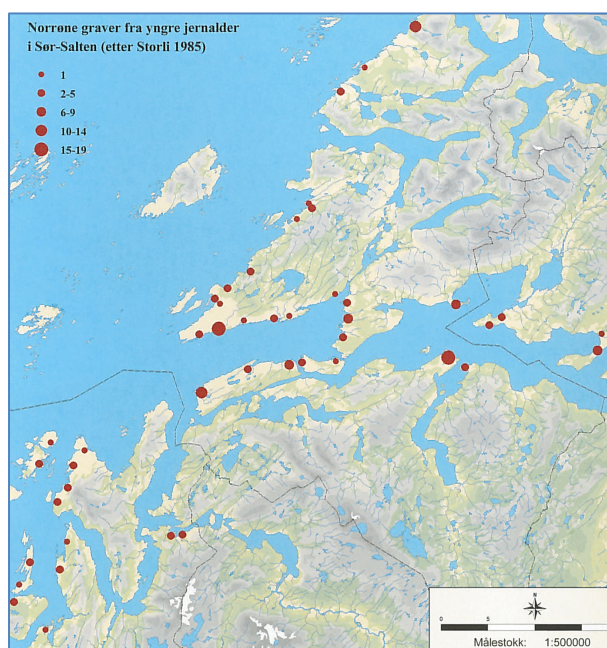 Norrøne graver fra yngre jernalder
i Sør-Salten (etter Storli 1985)
1
2-5
6-9
10-14
15-19
N
0 5 10
Målestokk: 1:500000